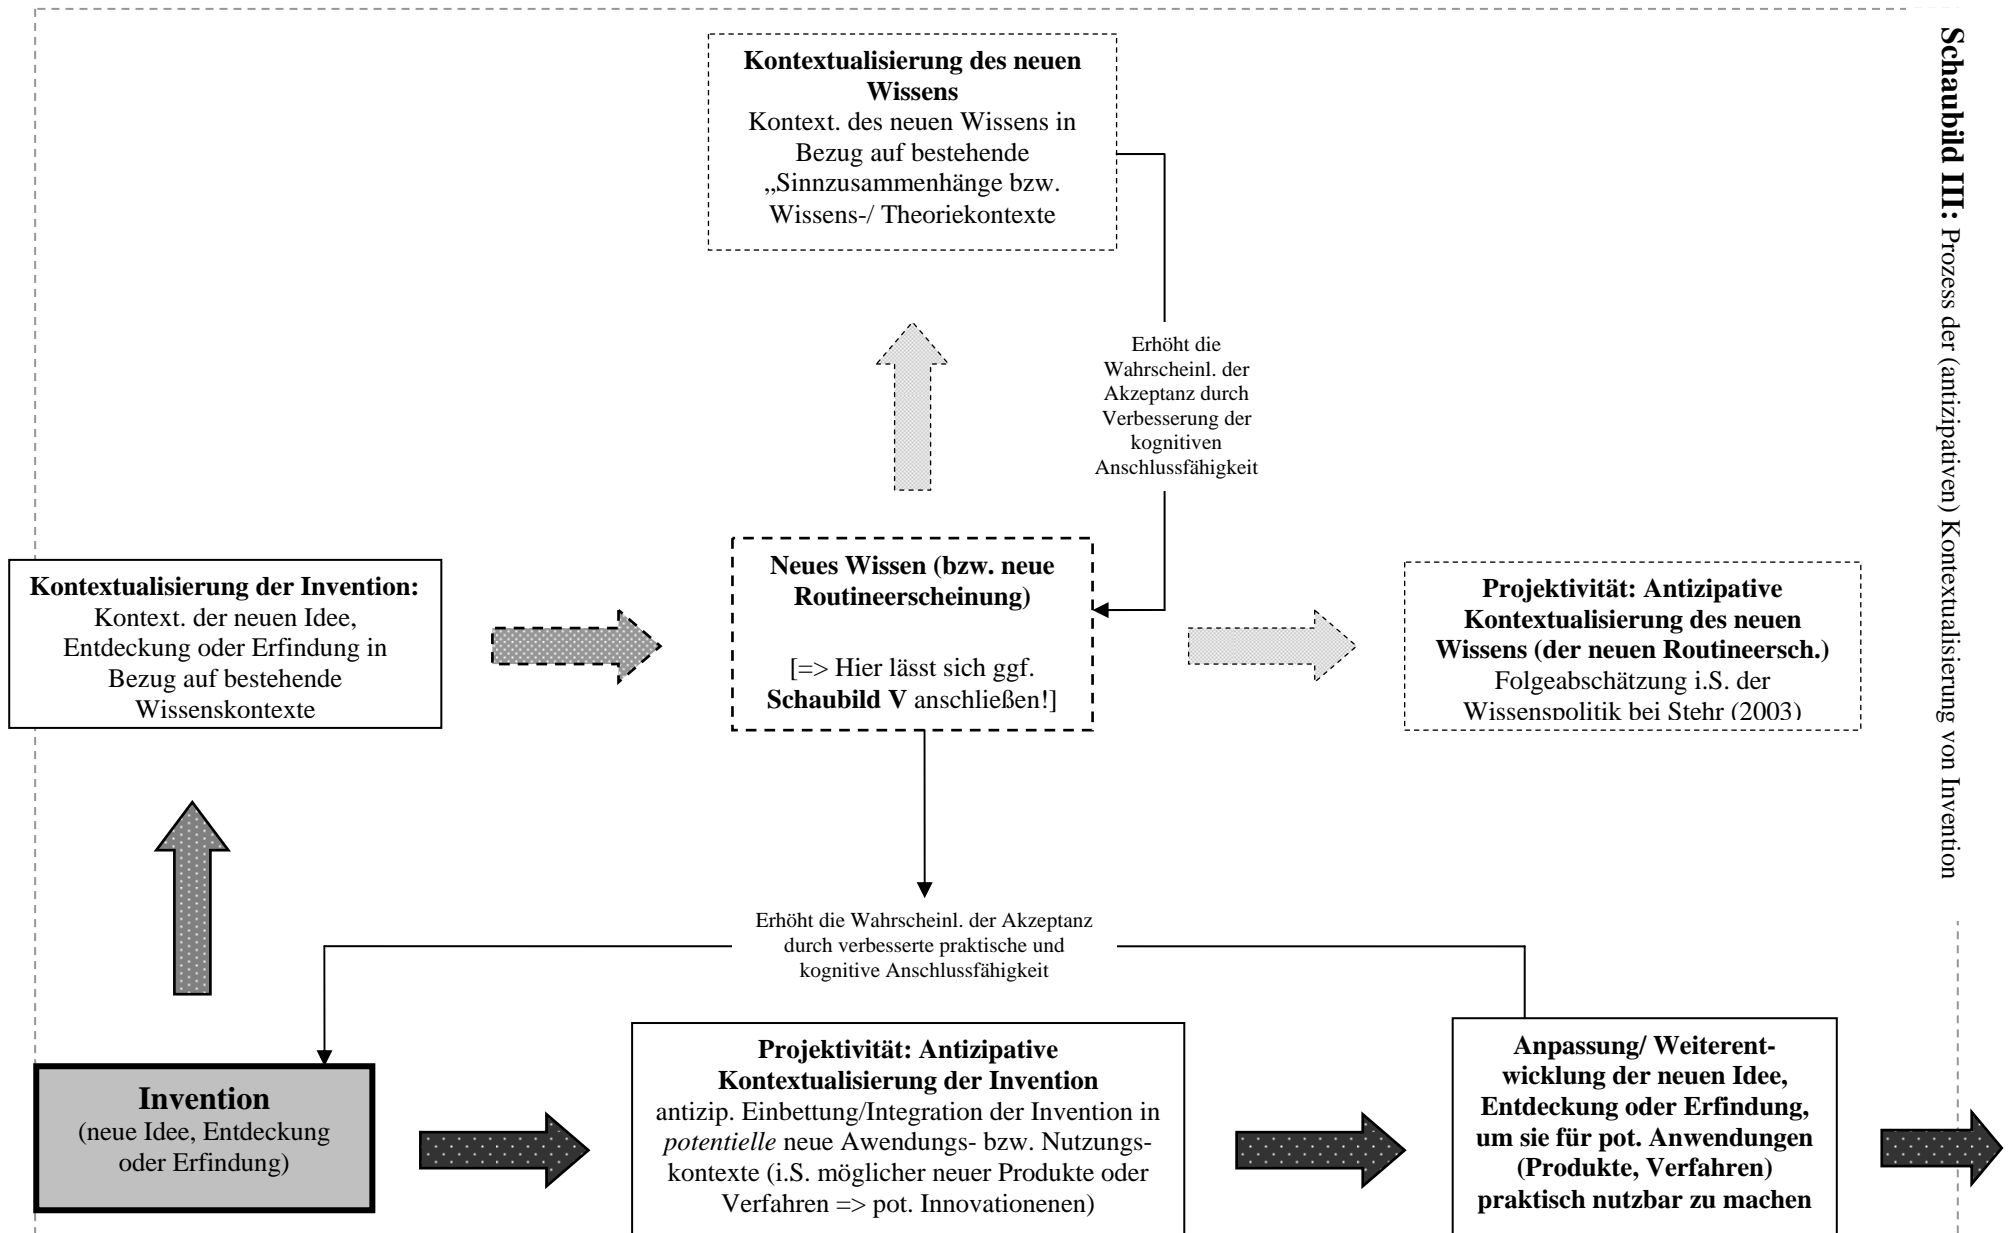 Schaubild III: Prozess der (antizipativen) Kontextualisierung von Invention
Kontextualisierung des neuen
Wissens
Kontext. des neuen Wissens in
Bezug auf bestehende
„Sinnzusammenhänge bzw.
Wissens-/ Theoriekontexte
Erhöht die
Wahrscheinl. der
Akzeptanz durch
Verbesserung der
kognitiven
Anschlussfähigkeit
Kontextualisierung der Invention:
Kontext. der neuen Idee,
Entdeckung oder Erfindung in
Bezug auf bestehende
Wissenskontexte
Neues Wissen (bzw. neue
Routineerscheinung)
[=> Hier lässt sich ggf.
Schaubild V anschließen!]
Projektivität: Antizipative
Kontextualisierung des neuen
Wissens (der neuen Routineersch.)
Folgeabschätzung i.S. der
Wissenspolitik bei Stehr (2003)
Erhöht die Wahrscheinl. der Akzeptanz
durch verbesserte praktische und
kognitive Anschlussfähigkeit
Invention
(neue Idee, Entdeckung
oder Erfindung)
Projektivität: Antizipative
Kontextualisierung der Invention
antizip. Einbettung/Integration der Invention in
potentielle neue Awendungs- bzw. Nutzungs-
kontexte (i.S. möglicher neuer Produkte oder
Verfahren => pot. Innovationenen)
Anpassung/ Weiterent-
wicklung der neuen Idee,
Entdeckung oder Erfindung,
um sie für pot. Anwendungen
(Produkte, Verfahren)
praktisch nutzbar zu machen